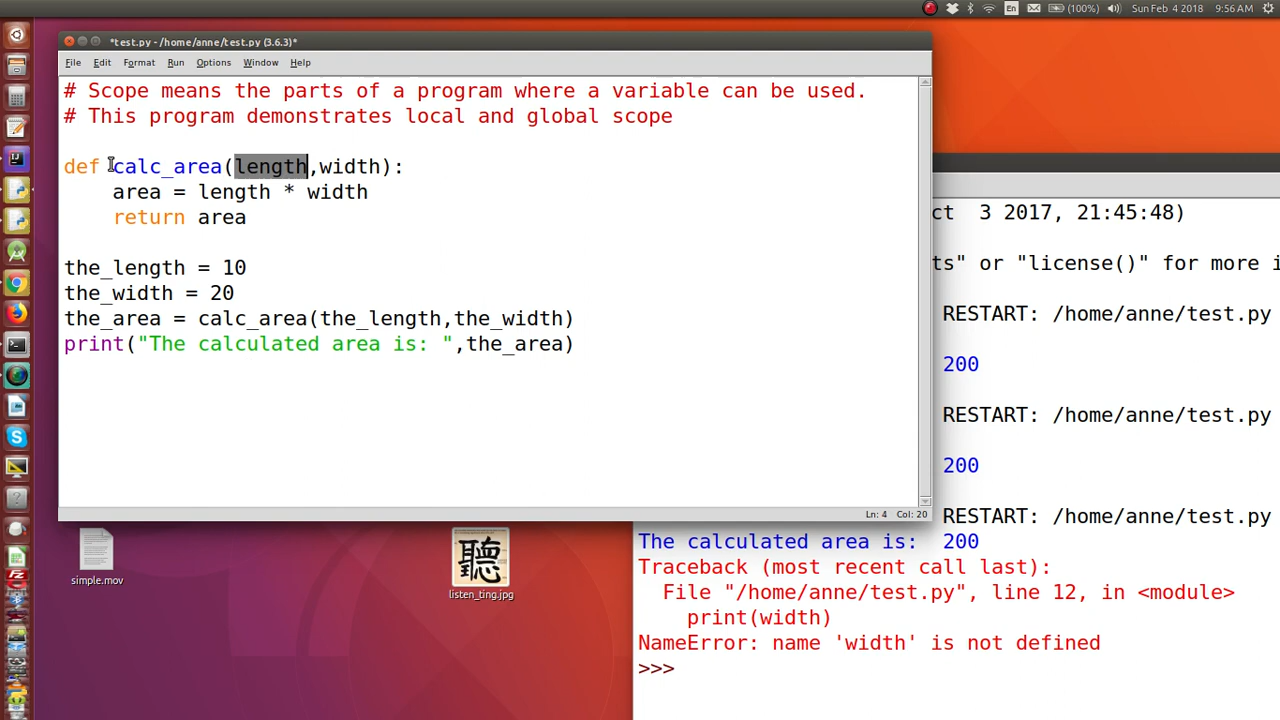 En (100%) Sun Feb 4 2018 9:56 AM
*test.py - /home/anne/test.py (3.6.3)*
File Edit Format Run Options Window Help
# Scope means the parts of a program where a variable can be used.
# This program demonstrates local and global scope
def calc_area(length,width):
area = length * width
return area
the_length = 10
the_width = 20
the_area = calc_area(the_length,the_width)
print("The calculated area is: ",the_area)
Ln: 4 Col: 20
ct 3 2017, 21:45:48)
ts" or "license()" for more i
RESTART: /home/anne/test.py
200
RESTART: /home/anne/test.py
200
RESTART: /home/anne/test.py
The calculated area is: 200
Traceback (most recent call last):
File "/home/anne/test.py", line 12, in <module>
print(width)
NameError: name 'width' is not defined
>>>
simple.mov
聽
listen_ting.jpg